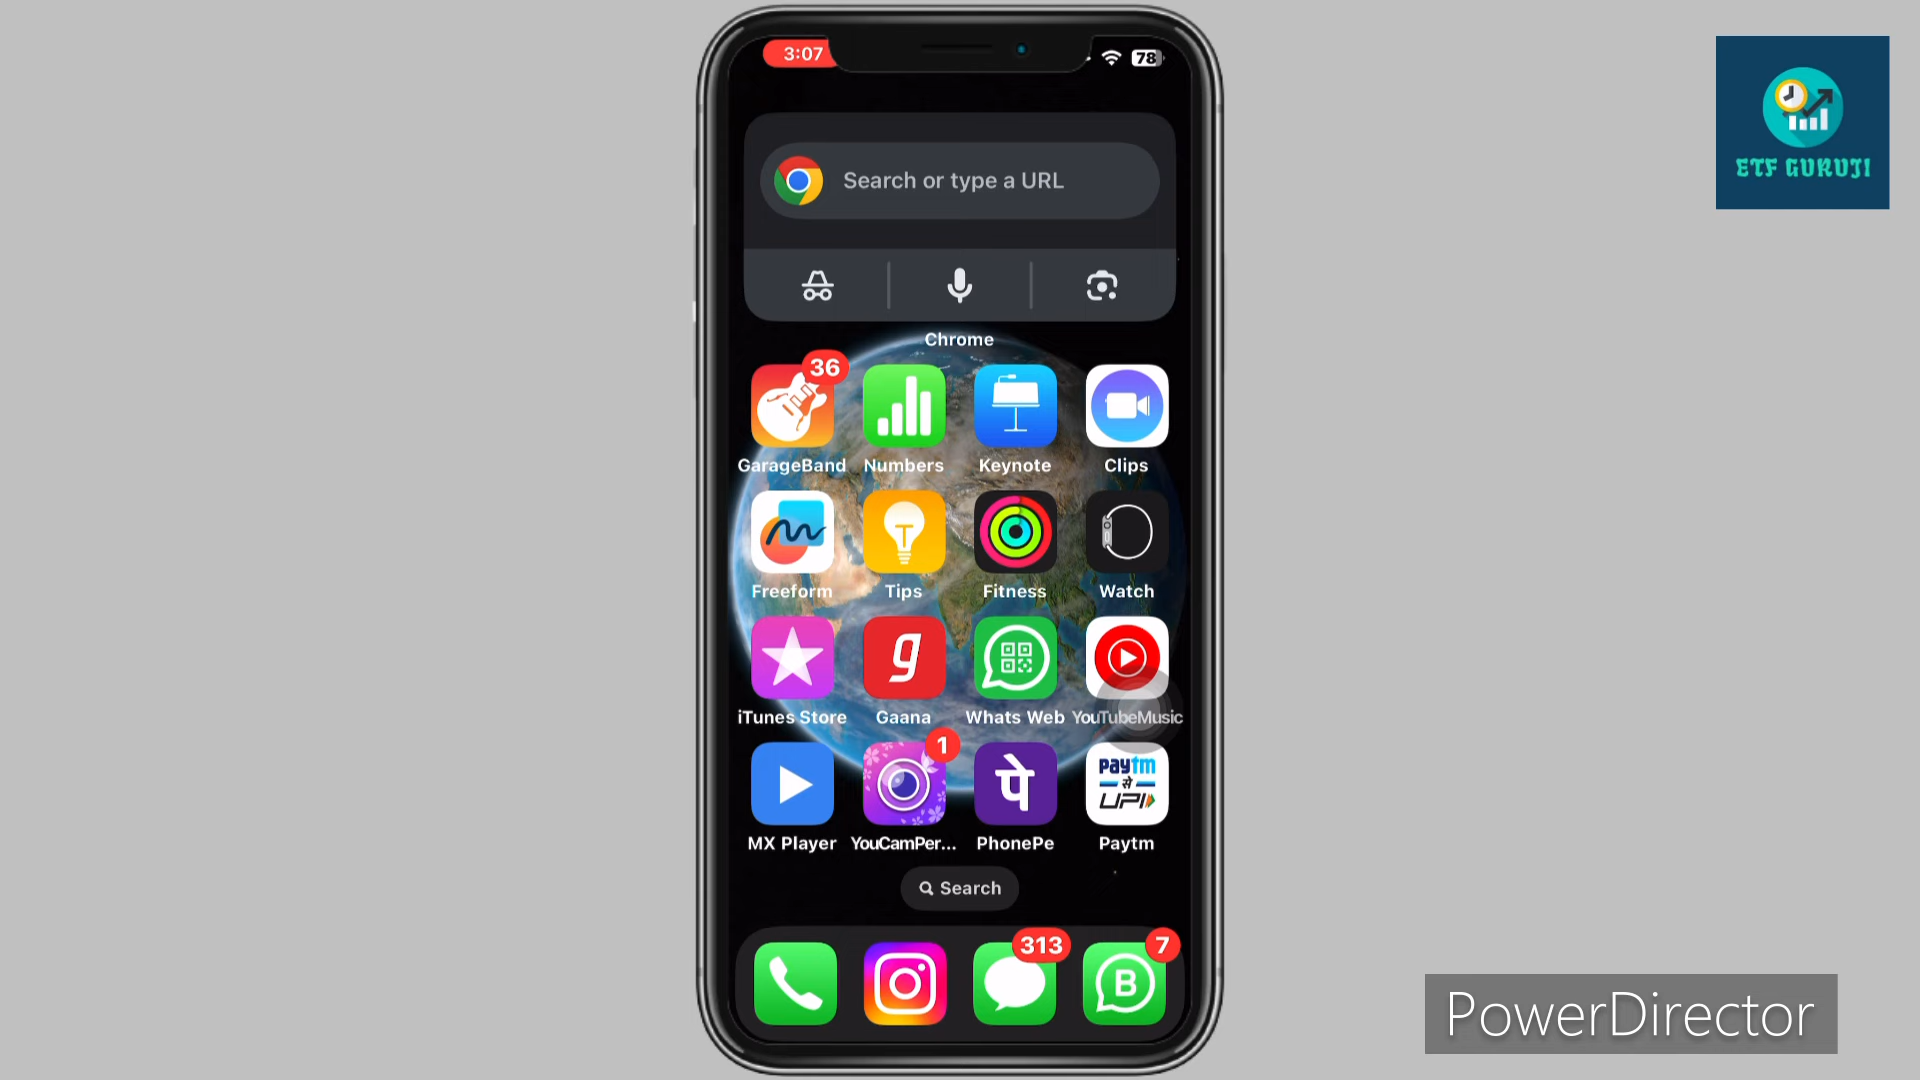 3:07
78
ETF GURUJI
Search or type a URL
Chrome
36
GarageBand Numbers Keynote Clips
Freeform Tips Fitness Watch
g
iTunes Store Gaana Whats Web YouTubeMusic
1
पे
paytm
से
UPI
MX Player YouCamPer... PhonePe Paytm
Search
313
7
B
PowerDirector